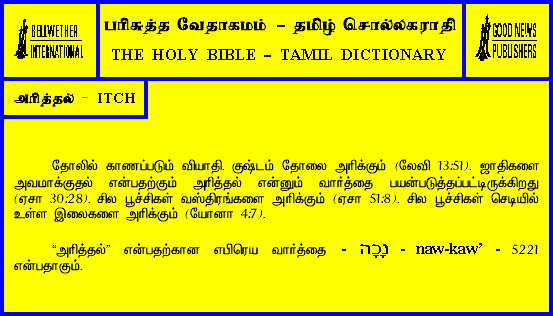 BELLWETHER
INTERNATIONAL
பரிசுத்த வேதாகமம் – தமிழ் சொல்லகராதி
THE HOLY BIBLE – TAMIL DICTIONARY
GOOD NEWS
PUBLISHERS
அரித்தல் – ITCH
தோலில் காணப்படும் வியாதி. குஷ்டம் தோலை அரிக்கும் (லேவி 13:51). ஜாதிகளை
அவமாக்குதல் என்பதற்கும் அரித்தல் என்னும் வார்த்தை பயன்படுத்தப்பட்டிருக்கிறது
(ஏசா 30:28). சில பூச்சிகள் வஸ்திரங்களை அரிக்கும் (ஏசா 51:8). சில பூச்சிகள் செடியில்
உள்ள இலைகளை அரிக்கும் (யோனா 4:7).
“அரித்தல்” என்பதற்கான எபிரெய வார்த்தை - נָכָה - naw-kaw’ - 5221
என்பதாகும்.